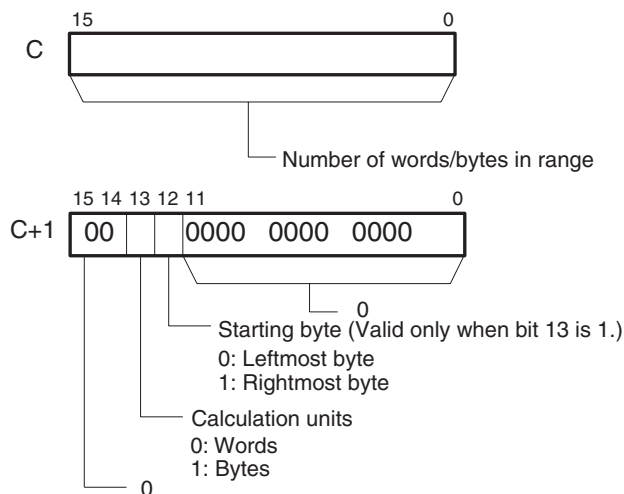 15 0
C
Number of words/bytes in range
15 14 13 12 11 0
C+1 00 0000 0000 0000
0
Starting byte (Valid only when bit 13 is 1.)
0: Leftmost byte
1: Rightmost byte
Calculation units
0: Words
1: Bytes
0